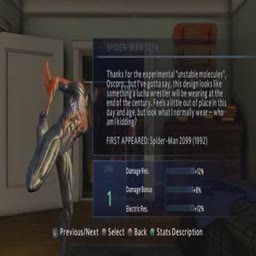 SPIDER-MAN 2099
Thanks for the experimental "unstable molecules",
Oscorp, but I've gotta say, this design looks like
something a lucha wrestler will be wearing at the
end of the century. Feels a little out of place in this
day and age, but look what I normally wear - who
am I kidding?
FIRST APPEARED: Spider-Man 2099 (1992)
1
Damage Res. +12%
Damage Bonus +8%
Electric Res. +12%
Previous/Next Select Back Stats Description